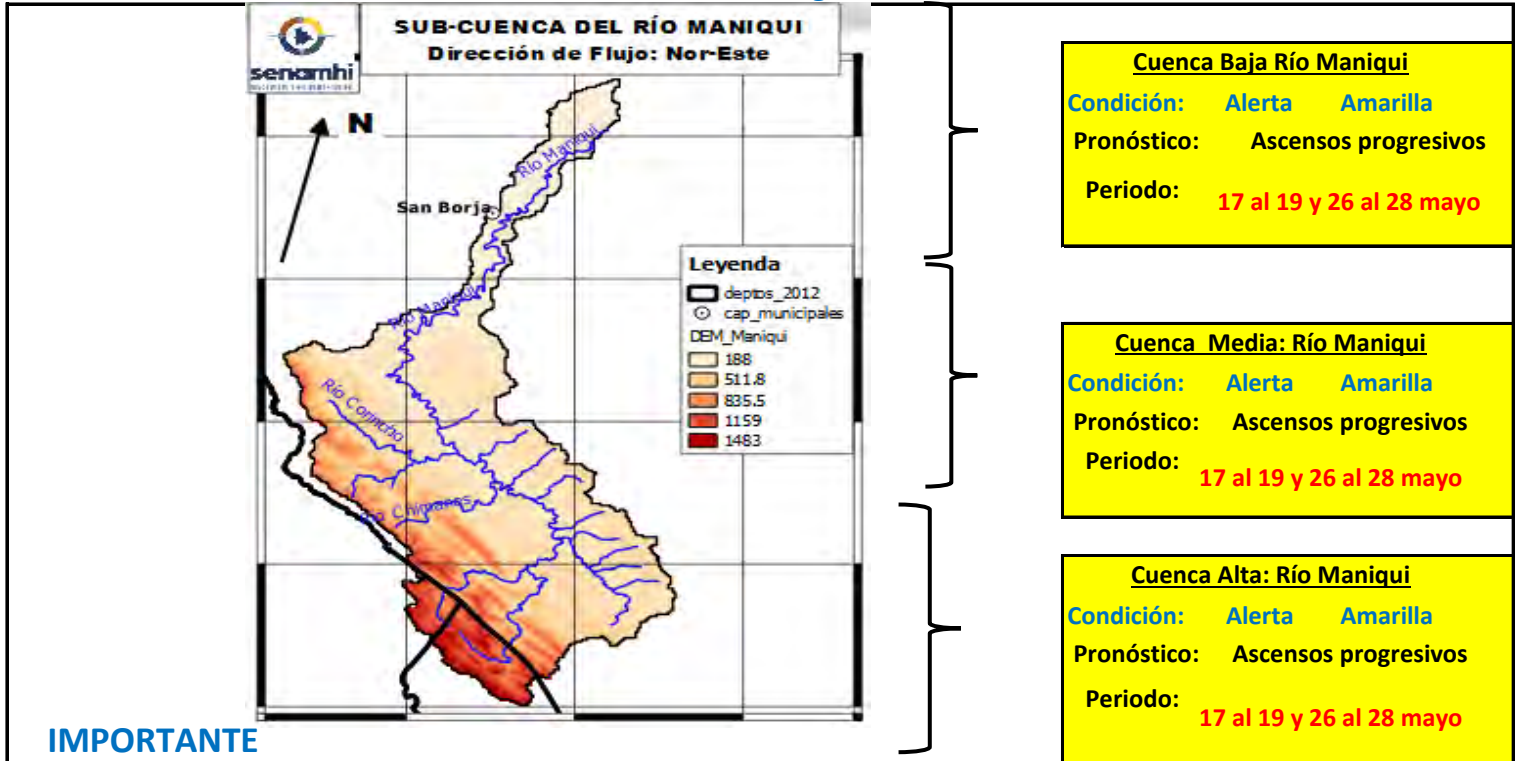 SUB-CUENCA DEL RÍO MANIQUI
Dirección de Flujo: Nor-Este
senamhi
N
Río Maniqui
San Borja
Río Maniqui
Río Corincho
Río Chimanes
Leyenda
deptos_2012
cap_municipales
DEM_Maniqui
188
511.8
835.5
1159
1483
Cuenca Baja Río Maniqui
Condición: Alerta Amarilla
Pronóstico: Ascensos progresivos
Periodo: 17 al 19 y 26 al 28 mayo
Cuenca Media: Río Maniqui
Condición: Alerta Amarilla
Pronóstico: Ascensos progresivos
Periodo: 17 al 19 y 26 al 28 mayo
Cuenca Alta: Río Maniqui
Condición: Alerta Amarilla
Pronóstico: Ascensos progresivos
Periodo: 17 al 19 y 26 al 28 mayo
IMPORTANTE